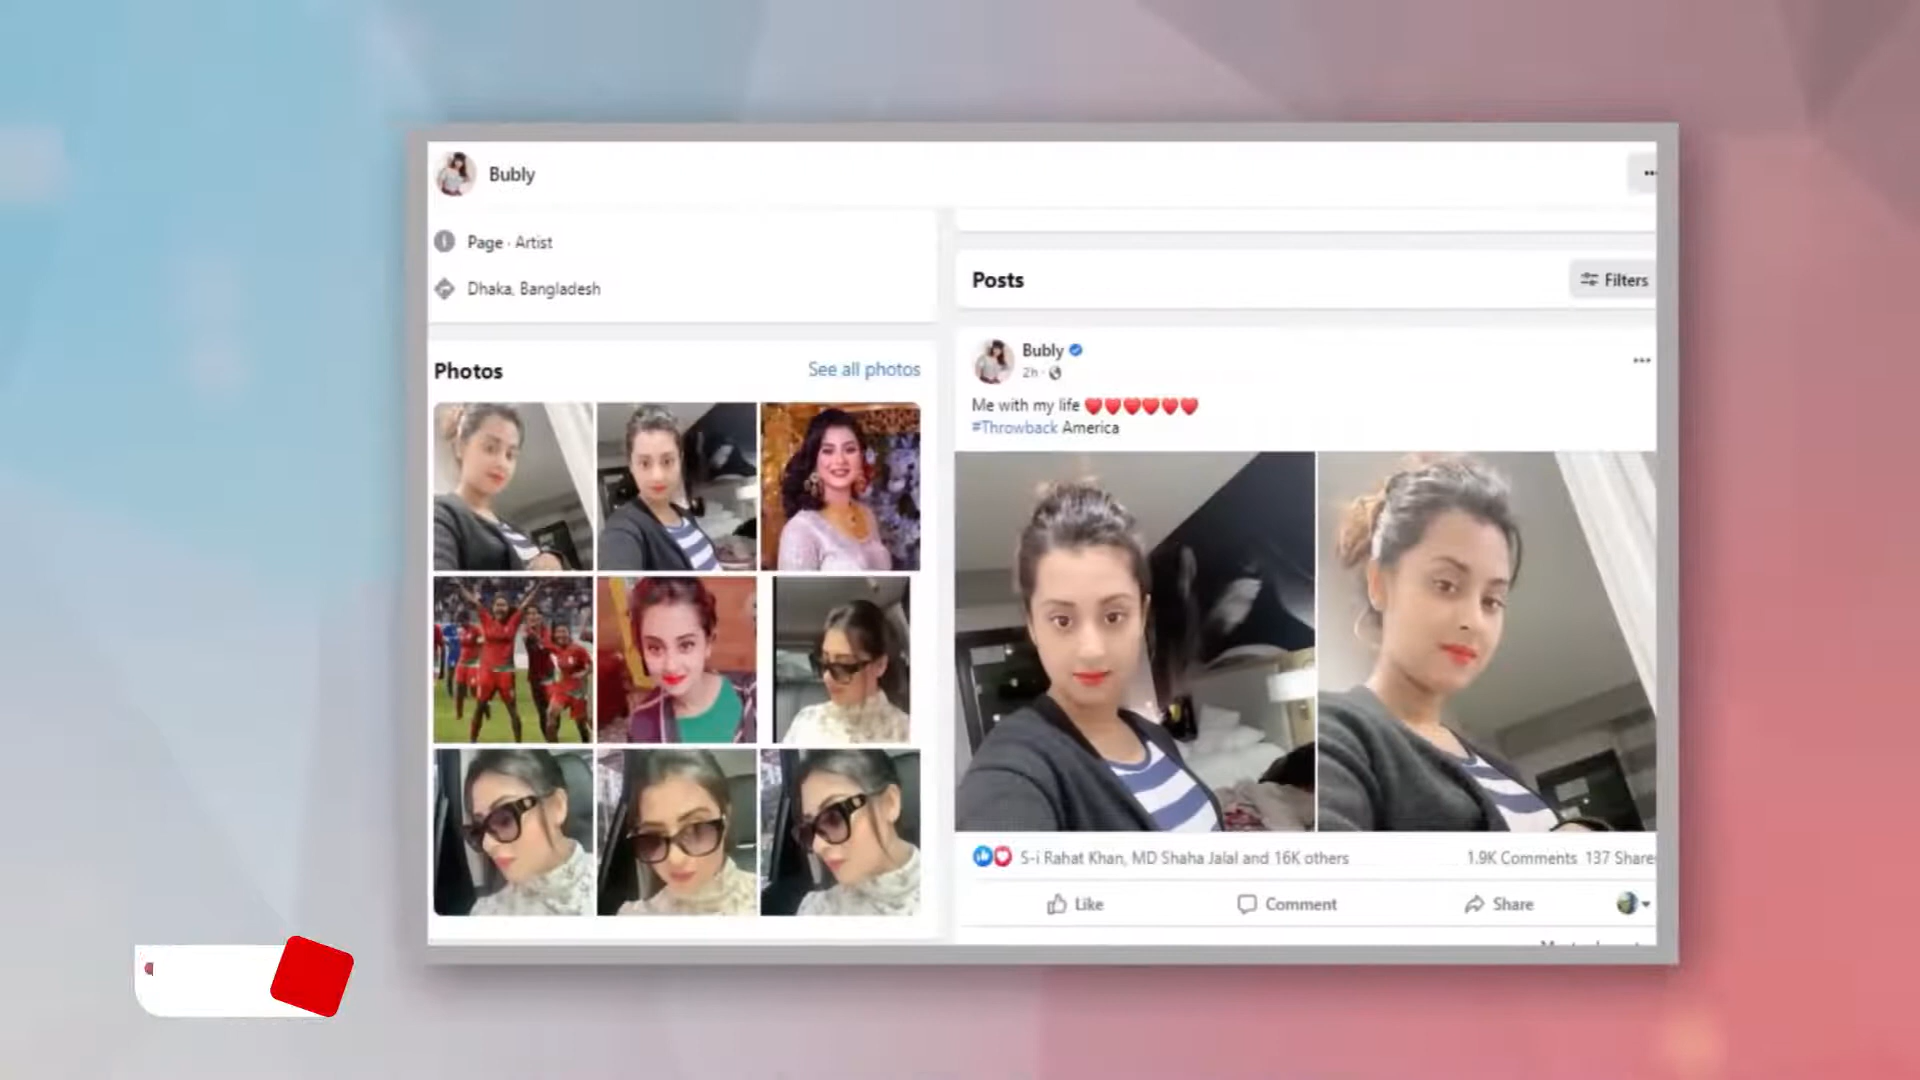 Bubly
Page · Artist
Dhaka, Bangladesh
Photos
See all photos
Posts
Filters
Bubly
2h ·
Me with my life ❤❤❤❤❤❤
#Throwback America
S-i Rahat Khan, MD Shaha Jalal and 16K others
1.9K Comments 137 Share
Like
Comment
Share